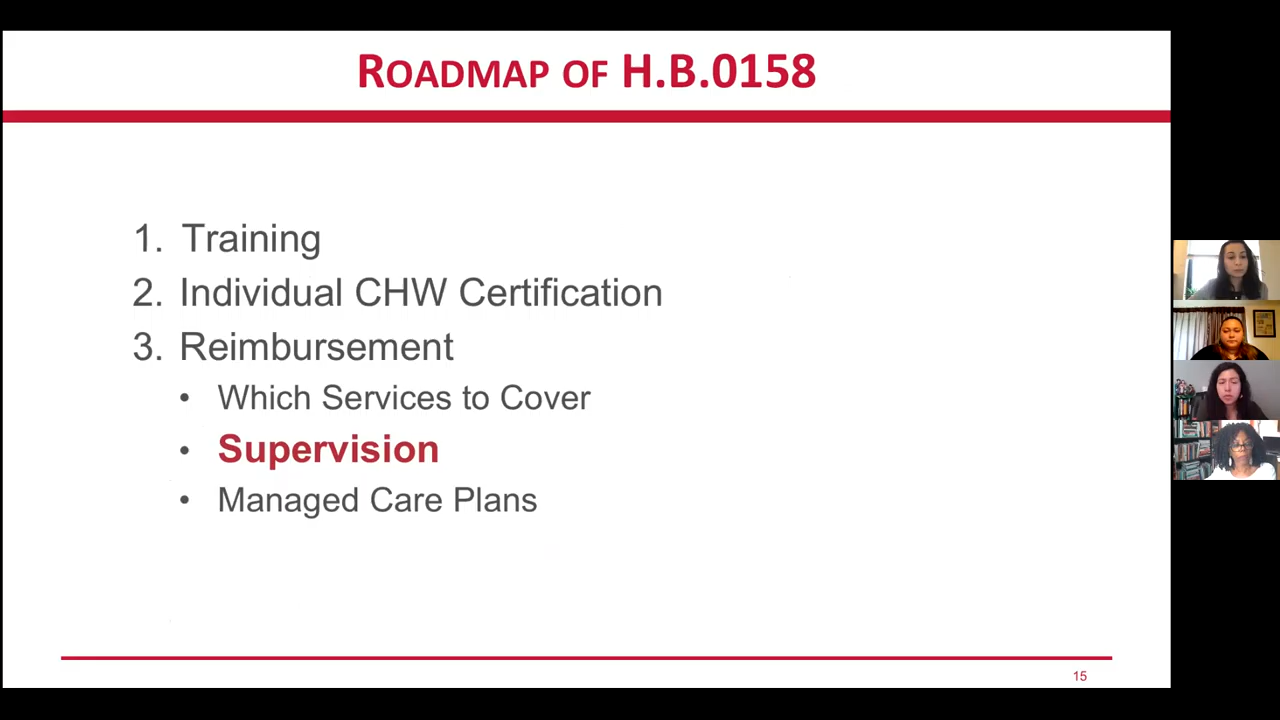 ROADMAP OF H.B.0158
1. Training
2. Individual CHW Certification
3. Reimbursement
• Which Services to Cover
• Supervision
• Managed Care Plans
15